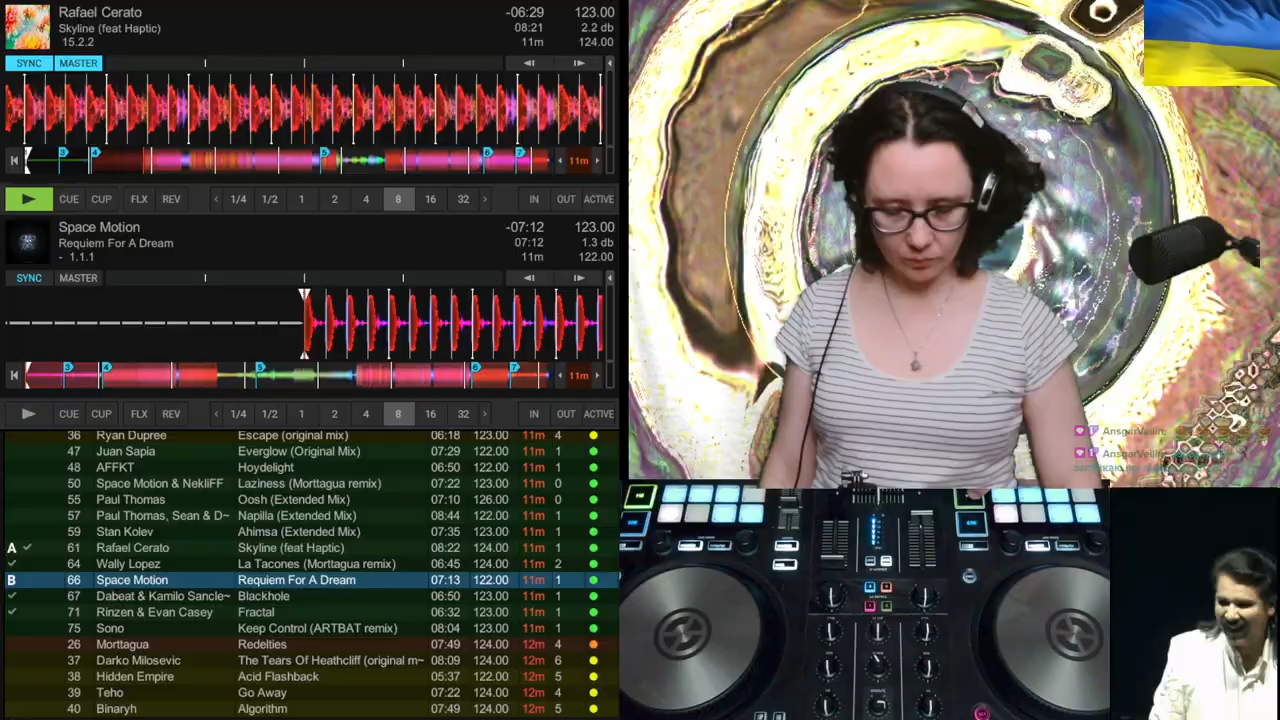 Rafael Cerato -06:29 123.00
Skyline (feat Haptic) 08:21 2.2 db
15.2.2 11m 124.00
SYNC MASTER
3 4 5 6 7 11m
CUE CUP FLX REV 1/4 1/2 1 2 4 8 16 32 IN OUT ACTIVE
Space Motion -07:12 123.00
Requiem For A Dream 07:12 1.3 db
- 1.1.1 11m 122.00
SYNC MASTER
3 4 5 6 7 11m
CUE CUP FLX REV 1/4 1/2 1 2 4 8 16 32 IN OUT ACTIVE
36 Ryan Dupree Escape (original mix) 06:18 123.00 11m 4
47 Juan Sapia Everglow (Original Mix) 07:29 122.00 11m 1
48 AFFKT Hoydelight 06:50 123.00 11m 1
50 Space Motion & NekliFF Laziness (Morttagua remix) 07:22 123.00 11m 0
55 Paul Thomas Oosh (Extended Mix) 07:10 126.00 11m 0
57 Paul Thomas, Sean & D~ Napilla (Extended Mix) 08:44 122.00 11m 1
59 Stan Kolev Ahimsa (Extended Mix) 07:35 123.00 11m 1
A 61 Rafael Cerato Skyline (feat Haptic) 08:22 124.00 11m 1
64 Wally Lopez La Tacones (Morttagua remix) 06:45 124.00 11m 2
B 66 Space Motion Requiem For A Dream 07:13 122.00 11m 1
67 Dabeat & Kamilo Sancle~ Blackhole 06:50 123.00 11m 1
71 Rinzen & Evan Casey Fractal 06:32 123.00 11m 1
75 Sono Keep Control (ARTBAT remix) 08:04 123.00 11m 1
26 Morttagua Redelties 07:49 124.00 12m 4
37 Darko Milosevic The Tears Of Heathcliff (original m~ 08:09 124.00 12m 6
38 Hidden Empire Acid Flashback 05:37 122.00 12m 5
39 Teho Go Away 07:22 124.00 12m 4
40 Binaryh Algorithm 07:49 124.00 12m 5
AnsgarVeilin: